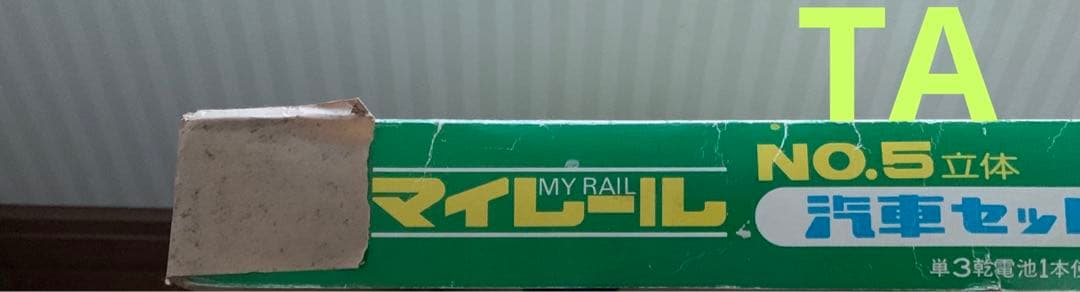 TA
マイレール
MY RAIL
NO.5立体
汽車セッ
単3乾電池1本